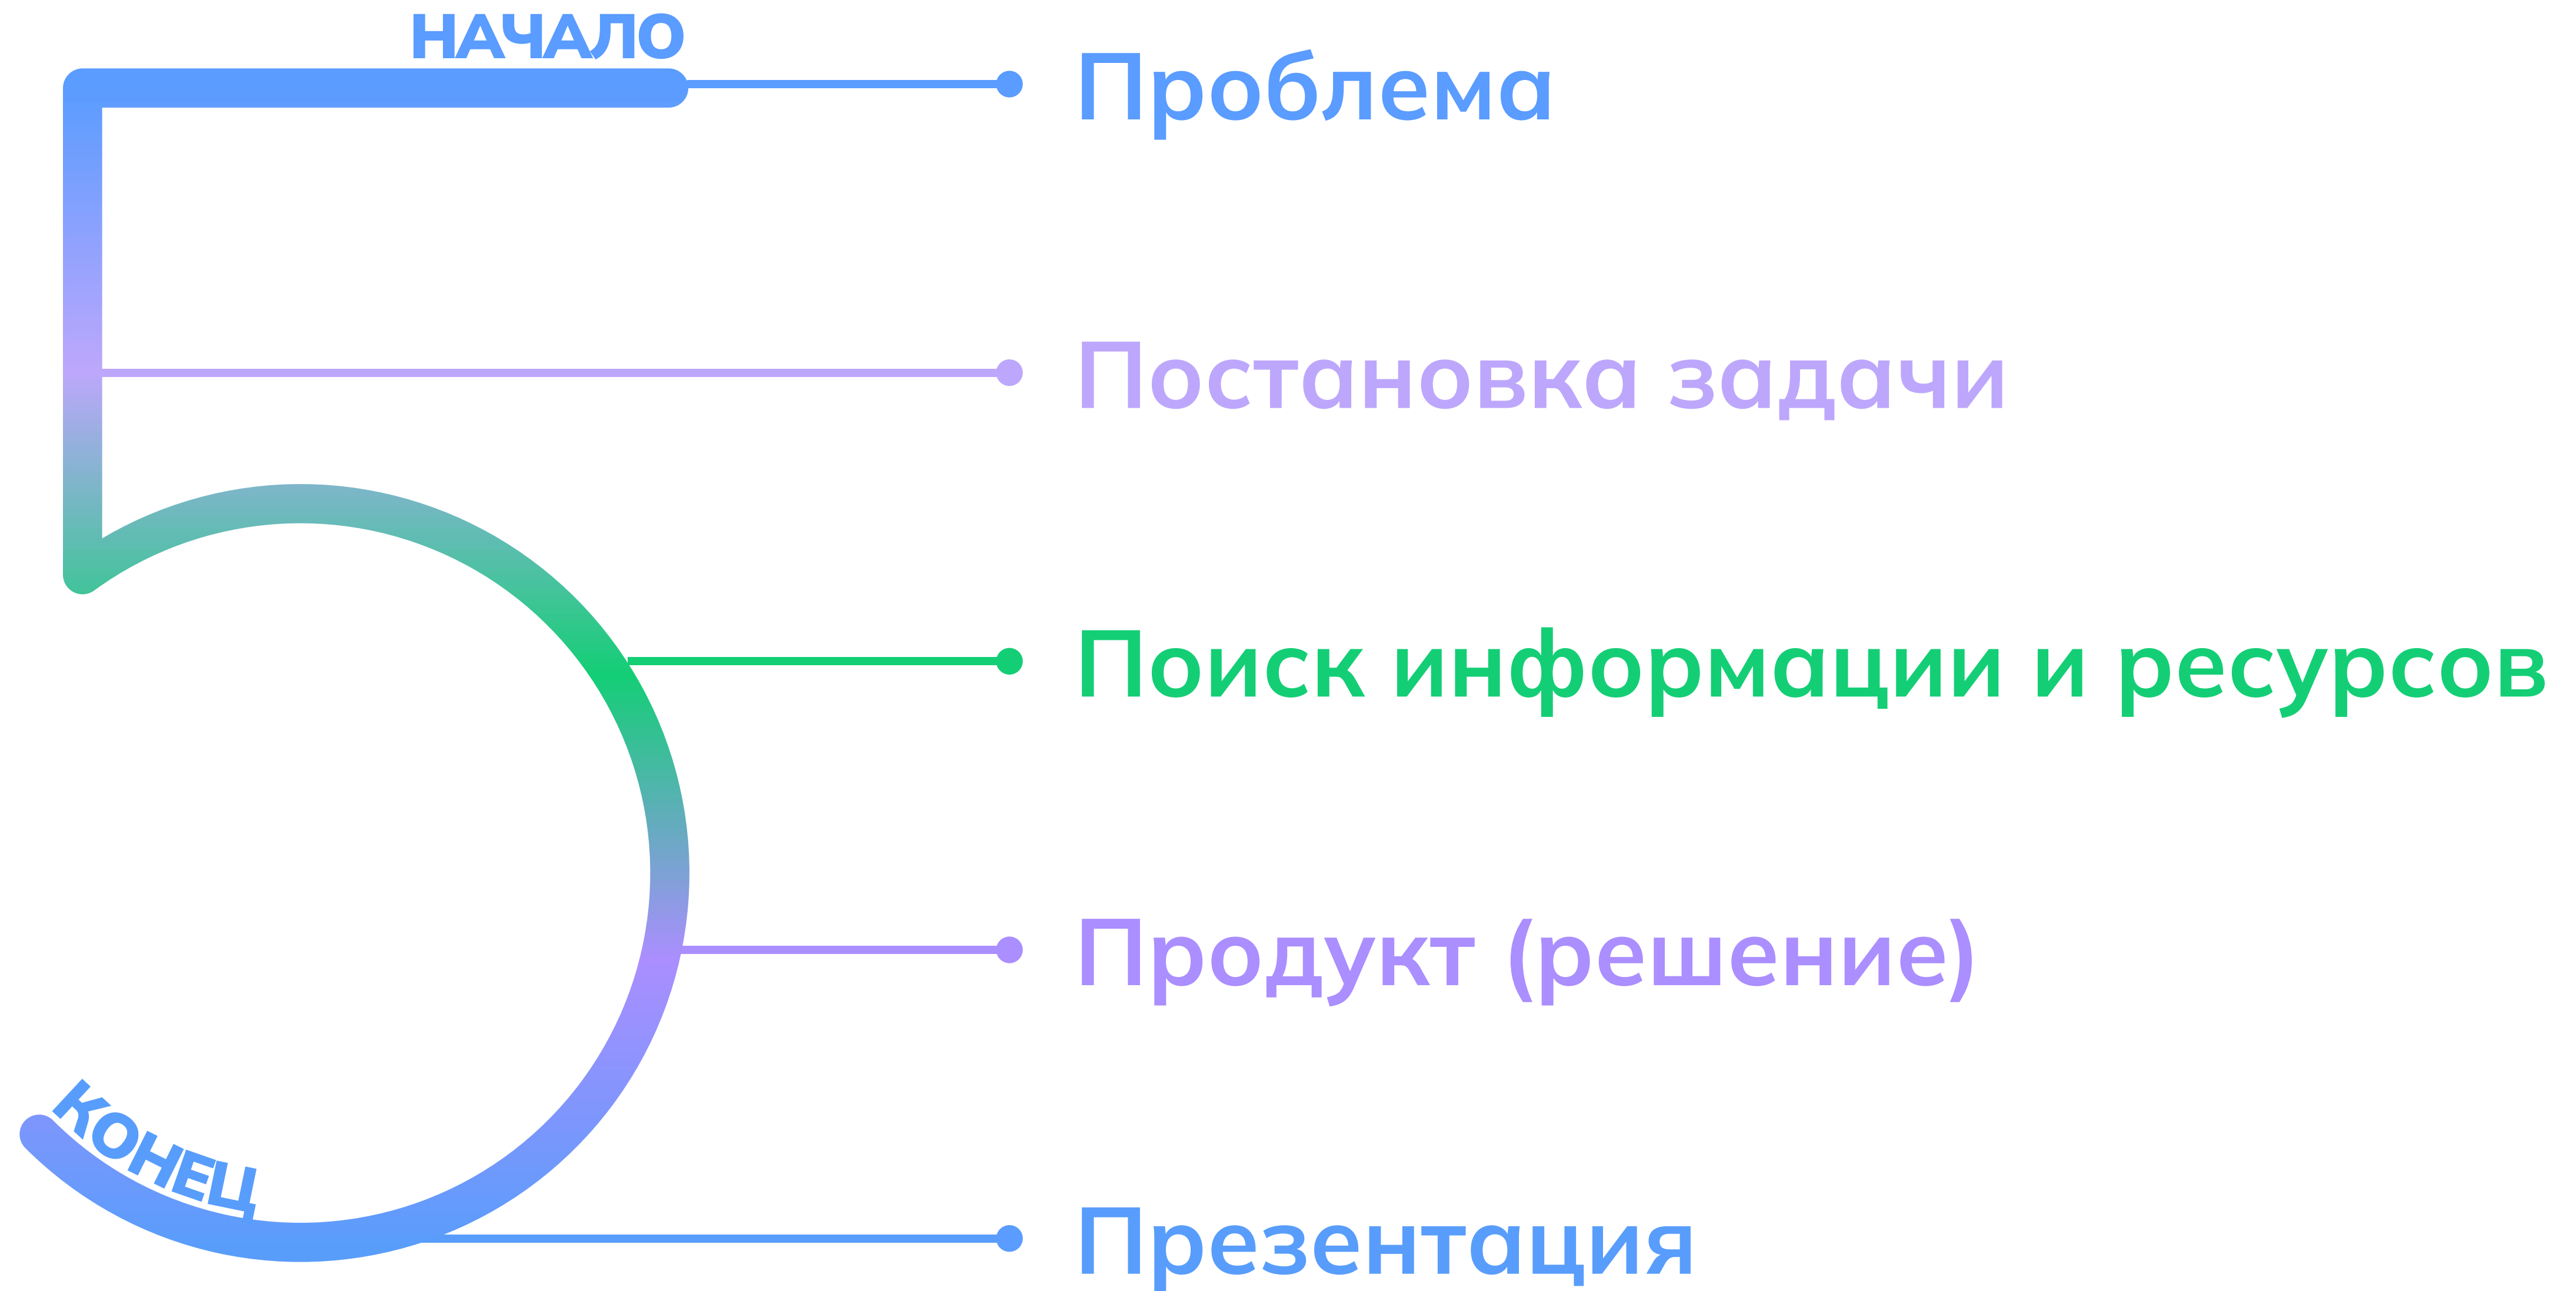 НАЧАЛО
Проблема
Постановка задачи
Поиск информации и ресурсов
Продукт (решение)
КОНЕЦ
Презентация